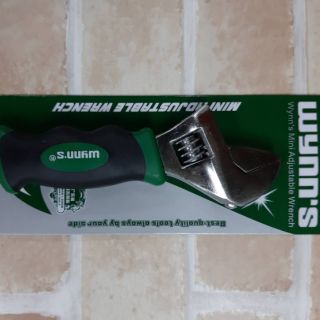 MINI ADJUSTABLE WRENCH
WYNN'S®
Best quality tools always by your side
WYNN'S
Wynn's Mini Adjustable Wrench